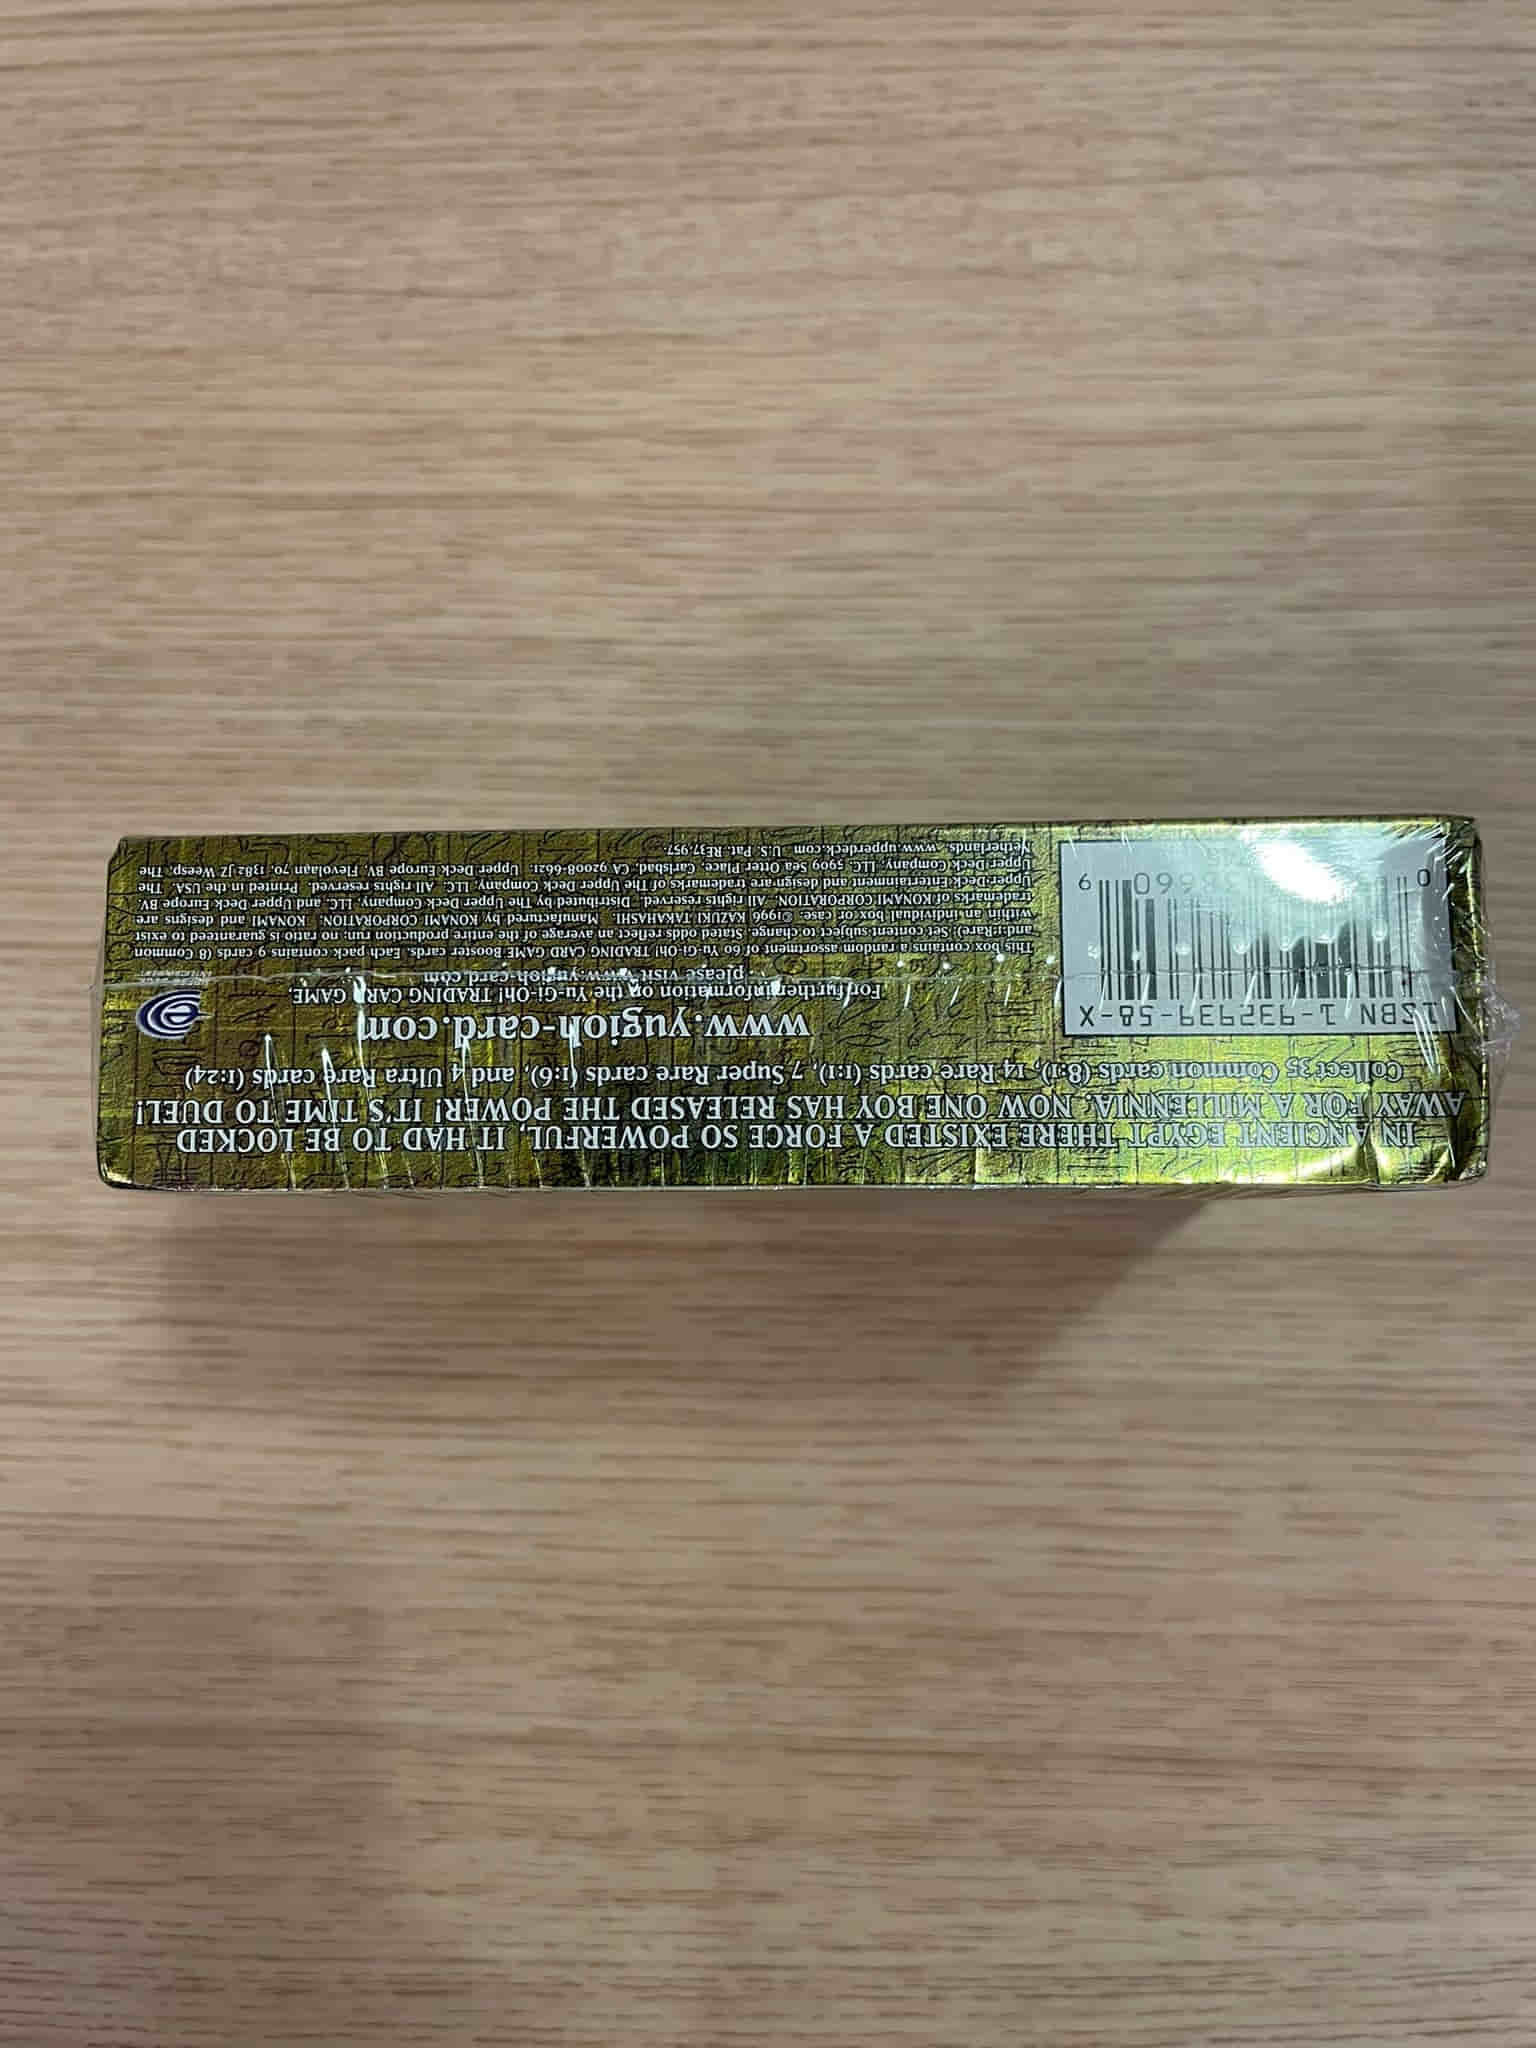 IN ANCIENT EGYPT THERE EXISTED A FORCE SO POWERFUL, IT HAD TO BE LOCKED
AWAY FOR A MILLENNIA. NOW ONE BOY HAS RELEASED THE POWER! IT'S TIME TO DUEL!
Collect 35 Common cards (8:1), 14 Rare cards (1:1), 7 Super Rare cards (1:6), and 4 Ultra Rare cards (1:24)
ISBN 1-932939-58-X
0 9
www.yugioh-card.com
For further information on the Yu-Gi-Oh! TRADING CARD GAME,
please visit www.yugioh-card.com
ENTERTAINMENT
This box contains a random assortment of 60 Yu-Gi-Oh! TRADING CARD GAME Booster cards. Each pack contains 9 cards (8 Common
and 1 Rare) Set content subject to change. Stated odds reflect an average of the entire production run; no ratio is guaranteed to exist
within an individual box or case. ©1996 KAZUKI TAKAHASHI. Manufactured by KONAMI CORPORATION. KONAMI and designs are
trademarks of KONAMI CORPORATION. All rights reserved. Distributed by The Upper Deck Company, LLC and Upper Deck Europe BV.
Upper Deck Entertainment and design are trademarks of The Upper Deck Company, LLC. All rights reserved. Printed in the USA. The
Upper Deck Company, LLC, 5909 Sea Otter Place, Carlsbad, CA 92008-6621. Upper Deck Europe BV, Flevolaan 70, 1382 JZ Weesp, The
Netherlands, www.upperdeck.com U.S. Pat. RE37,957